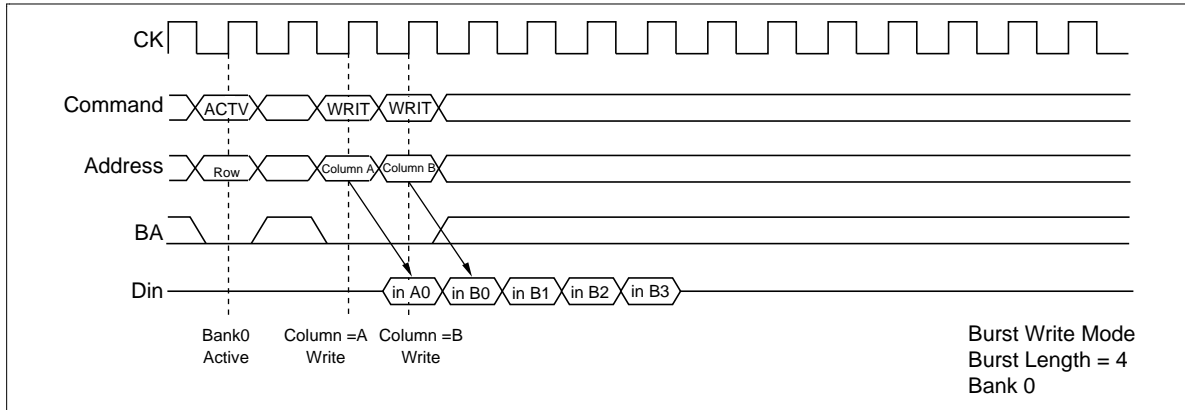 CK
Command ACTV WRIT WRIT
Address Row Column A Column B
BA
Din in A0 in B0 in B1 in B2 in B3
Bank0 Column =A Column =B
Active Write Write
Burst Write Mode
Burst Length = 4
Bank 0